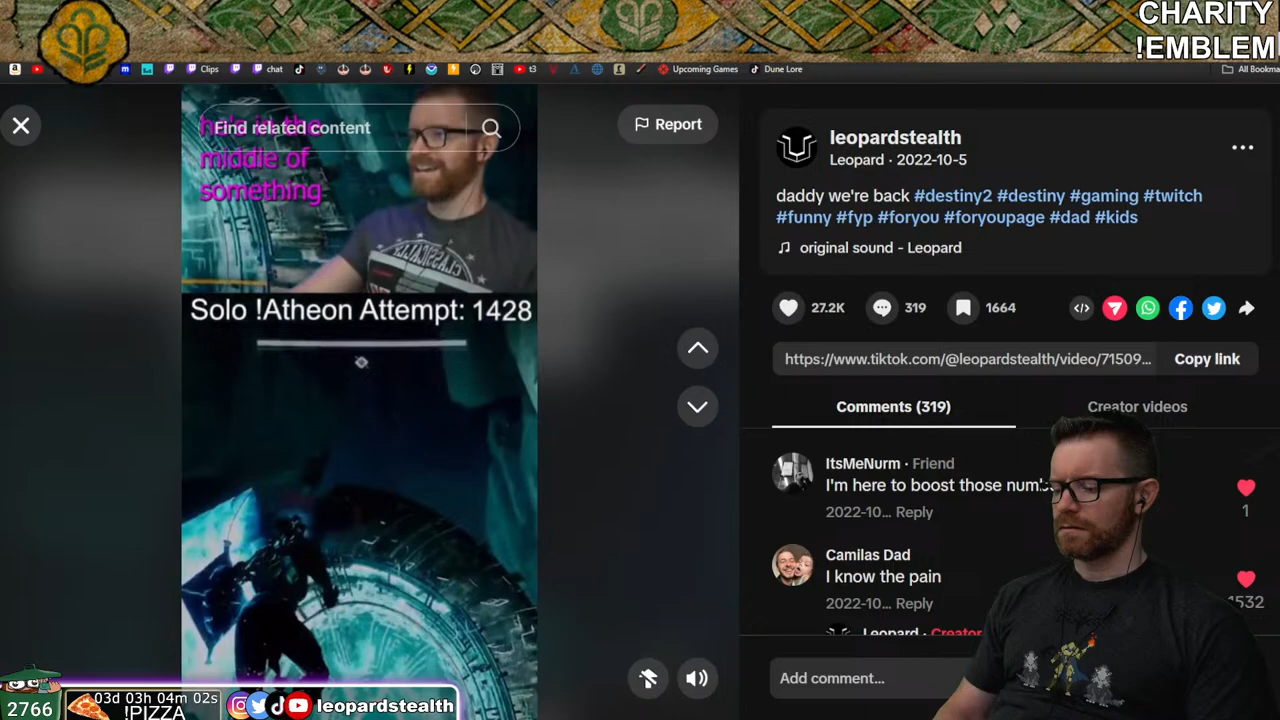 CHARITY
!EMBLEM
Clips
chat
t3
Upcoming Games
Dune Lore
All Bookma
Find related content
middle of
something
Report
leopardstealth
Leopard · 2022-10-5
daddy we're back #destiny2 #destiny #gaming #twitch
#funny #fyp #foryou #foryoupage #dad #kids
original sound - Leopard
27.2K
319
1664
https://www.tiktok.com/@leopardstealth/video/71509...
Copy link
Comments (319)
Creator videos
Solo !Atheon Attempt: 1428
ItsMeNurm · Friend
I'm here to boost those num
2022-10... Reply
1
Camilas Dad
I know the pain
2022-10... Reply
1532
Leopard · Creator
Add comment...
2766
03d 03h 04m 02s
!PIZZA
leopardstealth